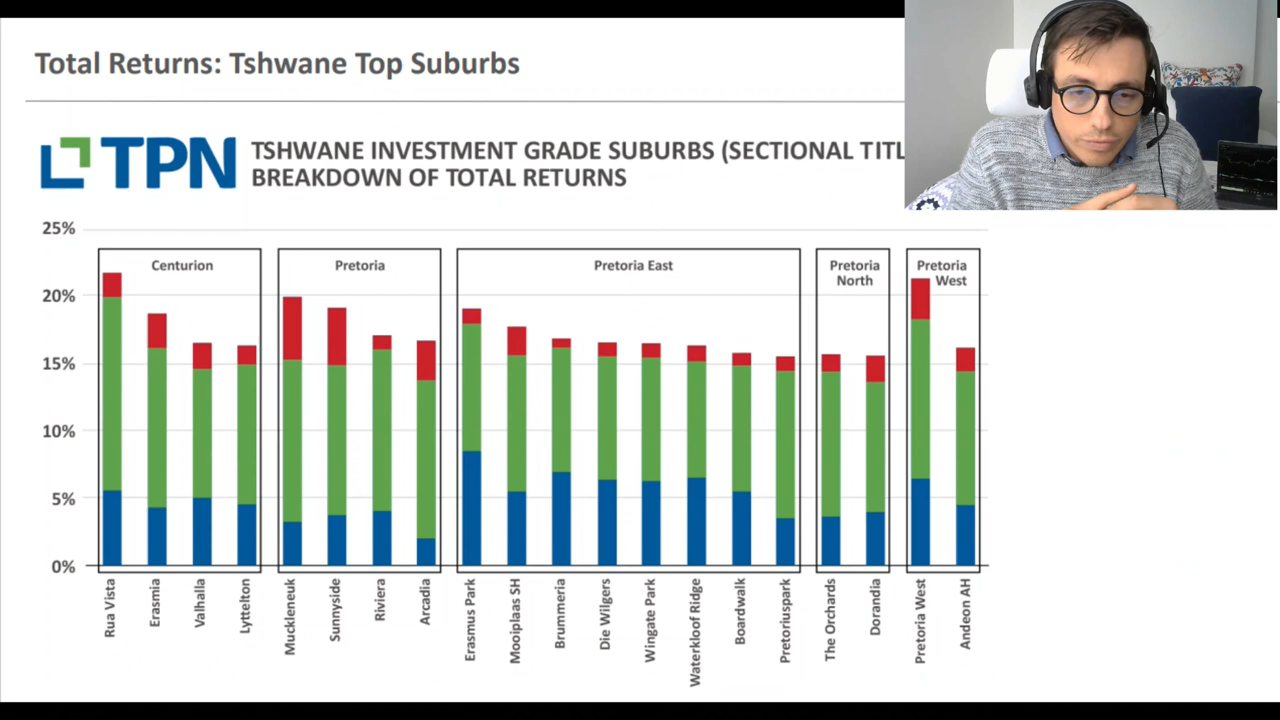 Total Returns: Tshwane Top Suburbs
TPN
TSHWANE INVESTMENT GRADE SUBURBS (SECTIONAL TITL
BREAKDOWN OF TOTAL RETURNS
25%
20%
15%
10%
5%
0%
Centurion
Pretoria
Pretoria East
Pretoria
North
Pretoria
West
Rua Vista
Erasmia
Valhalla
Lyttelton
Muckleneuk
Sunnyside
Riviera
Arcadia
Erasmus Park
Mooiplaas SH
Brummeria
Die Wilgers
Wingate Park
Waterkloof Ridge
Boardwalk
Pretoriuspark
The Orchards
Dorandia
Pretoria West
Andeon AH